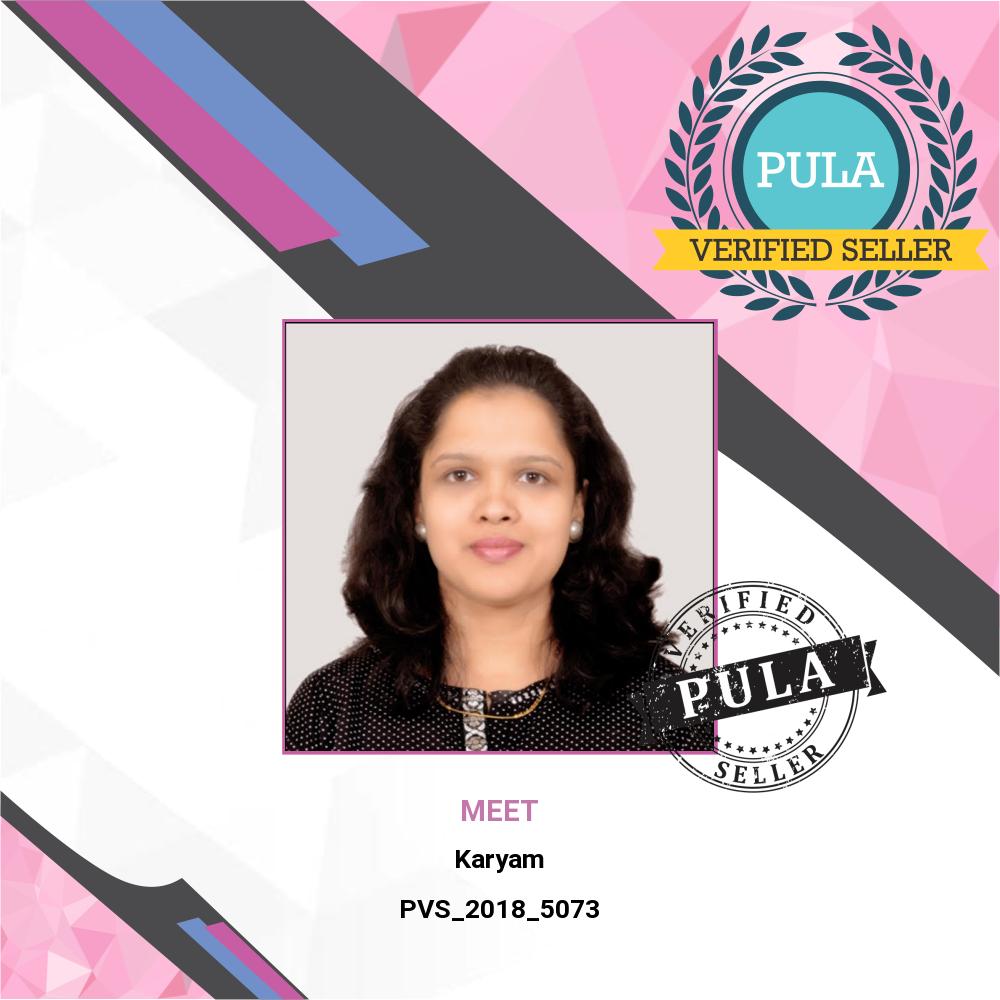 PULA
VERIFIED SELLER
VERIFIED
PULA
SELLER
MEET
Karyam
PVS_2018_5073